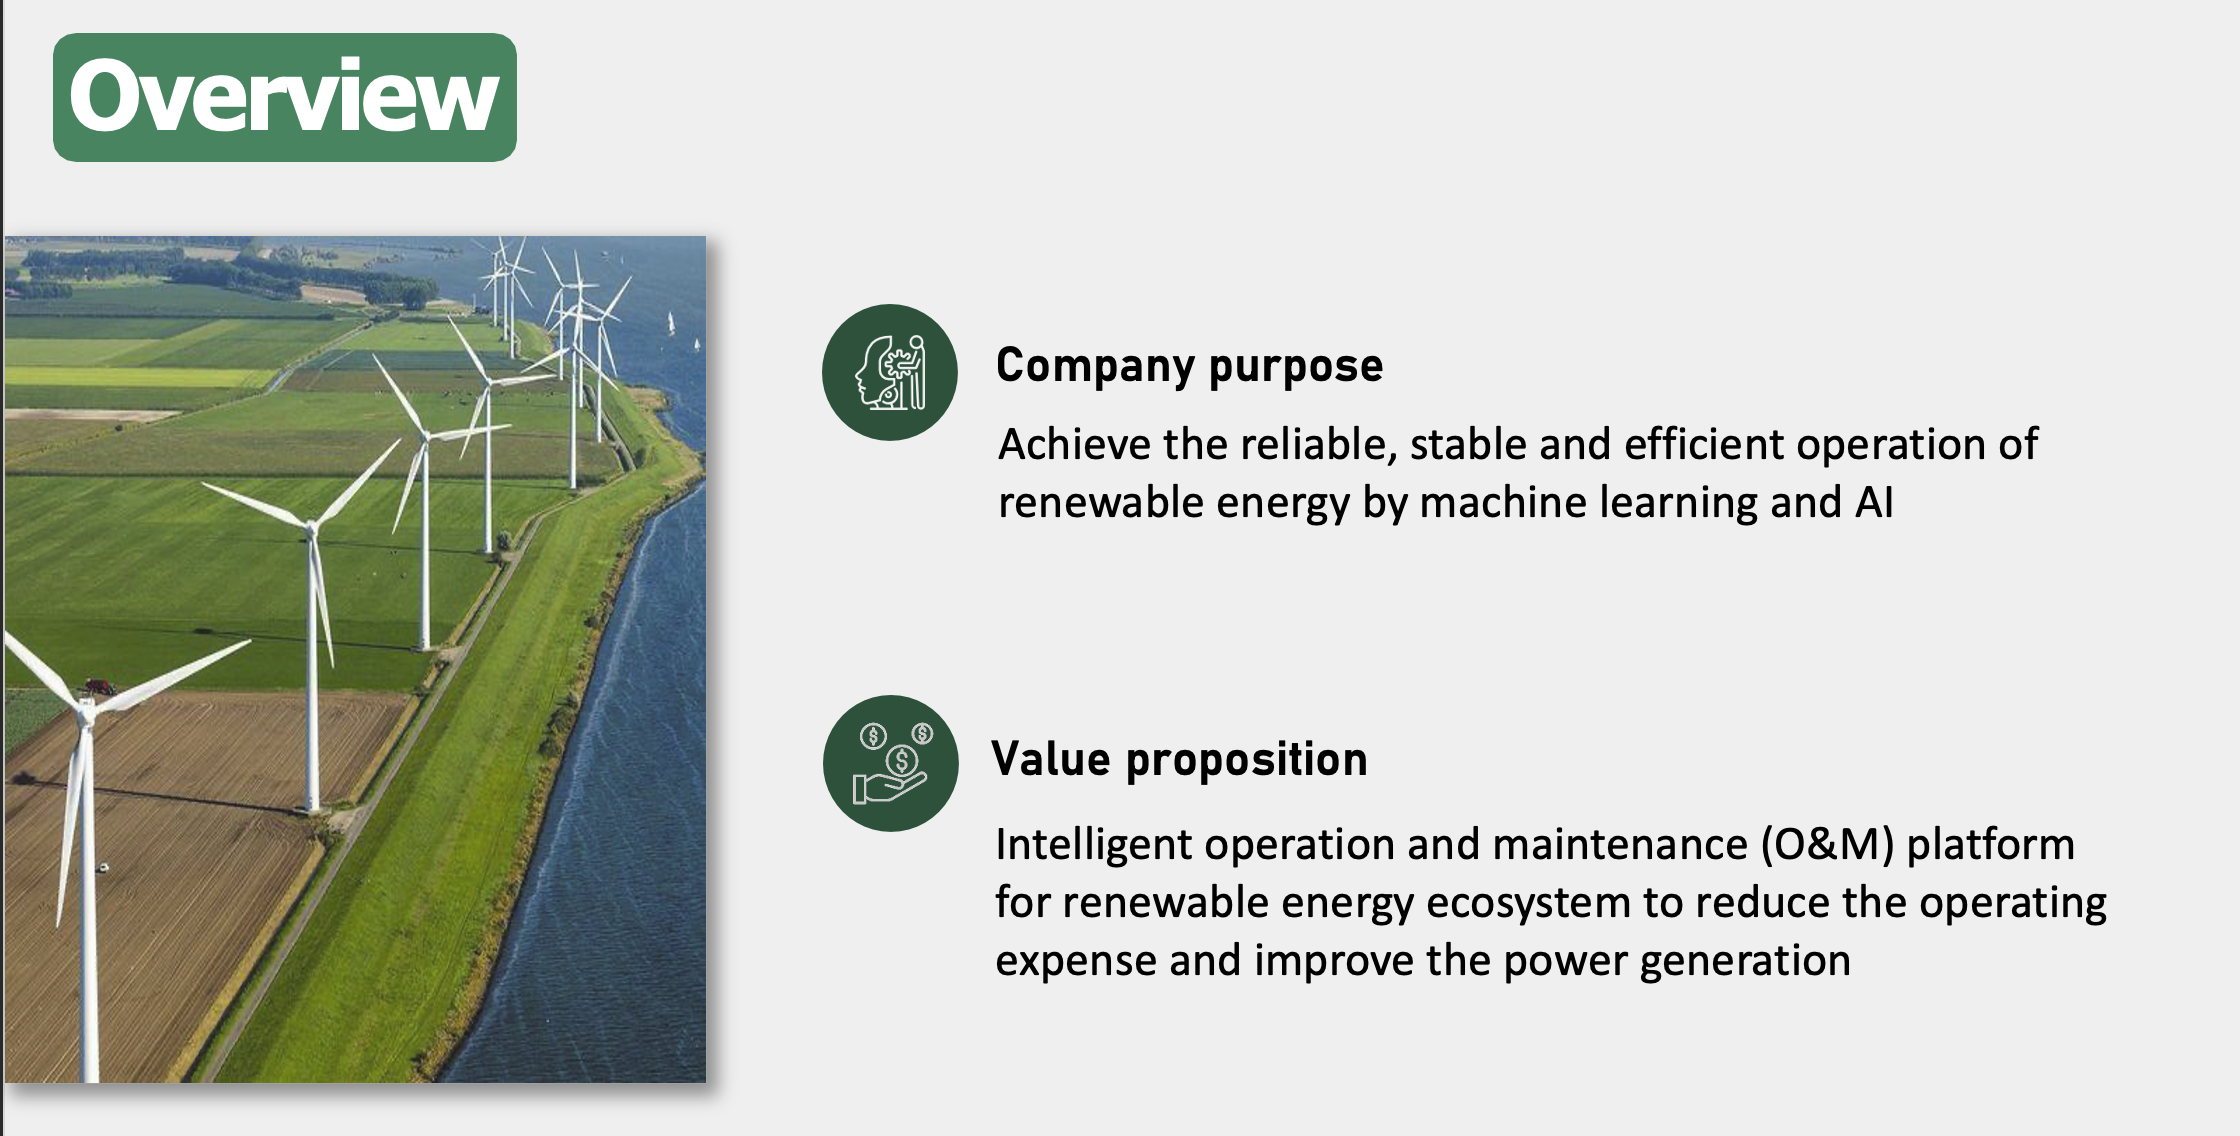 Overview
Company purpose
Achieve the reliable, stable and efficient operation of
renewable energy by machine learning and AI
Value proposition
Intelligent operation and maintenance (O&M) platform
for renewable energy ecosystem to reduce the operating
expense and improve the power generation